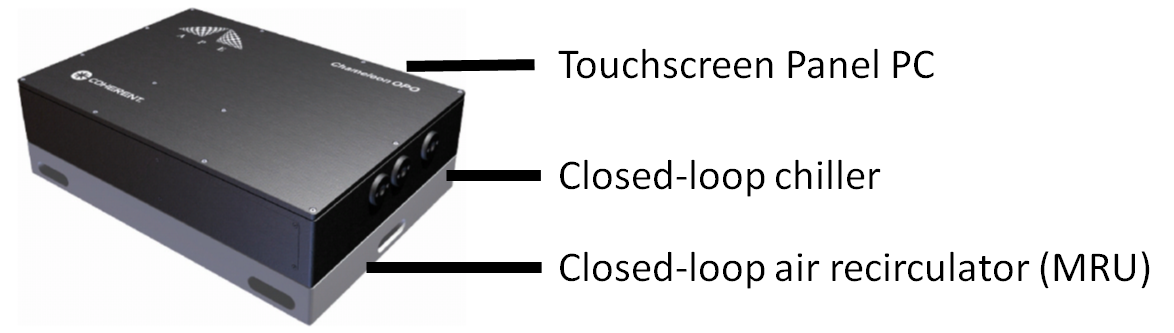 A P E
Chameleon OPO
COHERENT.
Touchscreen Panel PC
Closed-loop chiller
Closed-loop air recirculator (MRU)